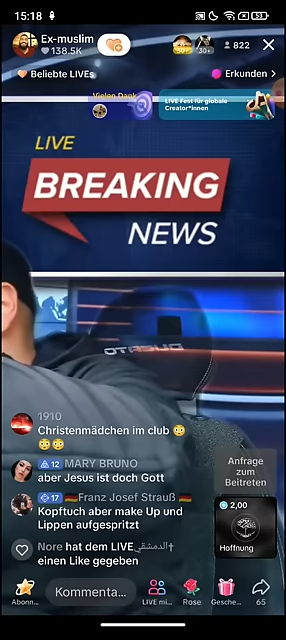 15:18
53
Ex-muslim
138.5K
30+
822
Beliebte LIVEs
Erkunden >
Vielen Dank
LIVE Fest für globale
Creator*innen
LIVE
BREAKING
NEWS
DUCATO
1910
Christenmädchen im club
12 MARY BRUNO
aber Jesus ist doch Gott
17 Franz Josef Strauß
Kopftuch aber make Up und
Lippen aufgespritzt
Nore hat dem LIVE الدمشقي✝
einen Like gegeben
Anfrage
zum
Beitreten
2,00
Hoffnung
Abonn...
Kommenta...
LIVE mi...
Rose
Gesche...
65